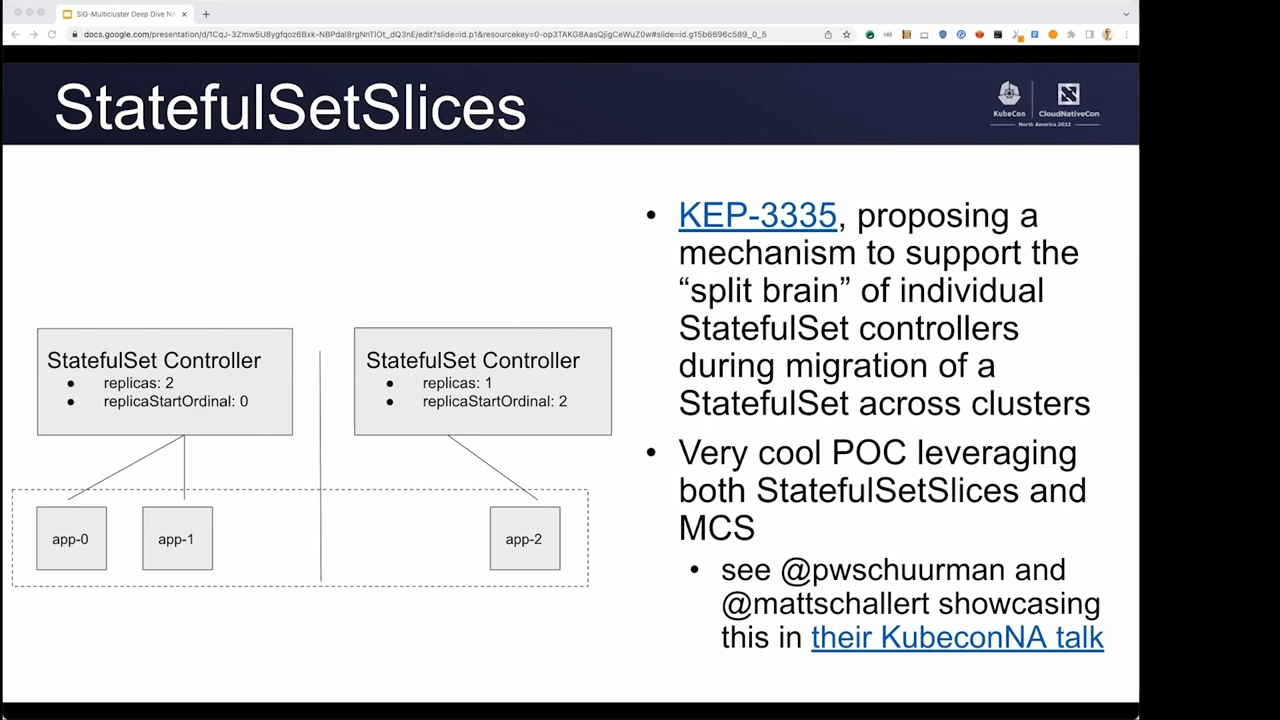 SIG-Multicluster Deep Dive NA
docs.google.com/presentation/d/1CqJ-3Zmw5U8ygfqoz6Bxk-NBPdal8rgNnTlOt_dQ3nE/edit?slide=id.p1&resourcekey=0-op3TAKG8AasQjigCeWuZ0w#slide=id.g15b6696c589_0_5
StatefulSetSlices
KubeCon
CloudNativeCon
North America 2022
StatefulSet Controller
● replicas: 2
● replicaStartOrdinal: 0
StatefulSet Controller
● replicas: 1
● replicaStartOrdinal: 2
app-0
app-1
app-2
• KEP-3335, proposing a
mechanism to support the
“split brain” of individual
StatefulSet controllers
during migration of a
StatefulSet across clusters
• Very cool POC leveraging
both StatefulSetSlices and
MCS
• see @pwschuurman and
@mattschallert showcasing
this in their KubeconNA talk